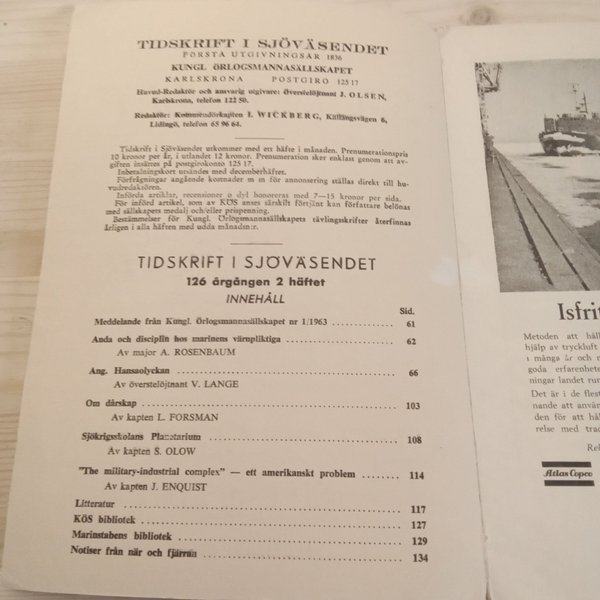 TIDSKRIFT I SJÖVÄSENDET
FÖRSTA UTGIVNINGSÅR 1836
KUNGL ÖRLOGSMANNASÄLLSKAPET
KARLSKRONA POSTGIRO 125 17
Huvud-Redaktör och ansvarig utgivare: Överstelöjtnant J. OLSEN,
Karlskrona, telefon 122 50.
Redaktör: Kommendörkapten I. WICKBERG, Källängsvägen 6,
Lidingö, telefon 65 96 64.
Tidskrift i Sjöväsendet utkommer med ett häfte i månaden. Prenumerationspris
10 kronor per år, i utlandet 12 kronor. Prenumeration sker enklast genom att av-
giften insättes på postgirokonto 125 17.
Inbetalningskort utsändes med decemberhäftet.
Förfrågningar angående kostnader m m för annonsering ställas direkt till hu-
vudredaktören.
Införda artiklar, recensioner o dyl honoreras med 7—15 kronor per sida.
För införd artikel, som av KÖS anses särskilt förtjänt kan författare belönas
med sällskapets medalj och/eller prispenning.
Bestämmelser för Kungl. Örlogsmannasällskapets tävlingsskrifter återfinnas
årligen i alla häften med udda månadsnr.
TIDSKRIFT I SJÖVÄSENDET
126 årgången 2 häftet
INNEHÅLL
Sid.
Meddelande från Kungl. Örlogsmannasällskapet nr 1/1963 61
Anda och disciplin hos marinens värnpliktiga 62
Av major A. ROSENBAUM
Ang. Hansaolyckan 66
Av överstelöjtnant V. LANGE
Om dårskap 103
Av kapten L. FORSMAN
Sjökrigsskolans Planetarium 108
Av kapten S. OLOW
"The military-industrial complex" — ett amerikanskt problem 114
Av kapten J. ENQUIST
Litteratur 117
KÖS bibliotek 127
Marinstabens bibliotek 129
Notiser från när och fjärran 134
Isfrit
Metoden att håll
hjälp av tryckluft
i många år och
goda erfarenhete
ningar landet run
Det är i de flest
nande att använ
den för att hål
relse med trad
Atlas Copco